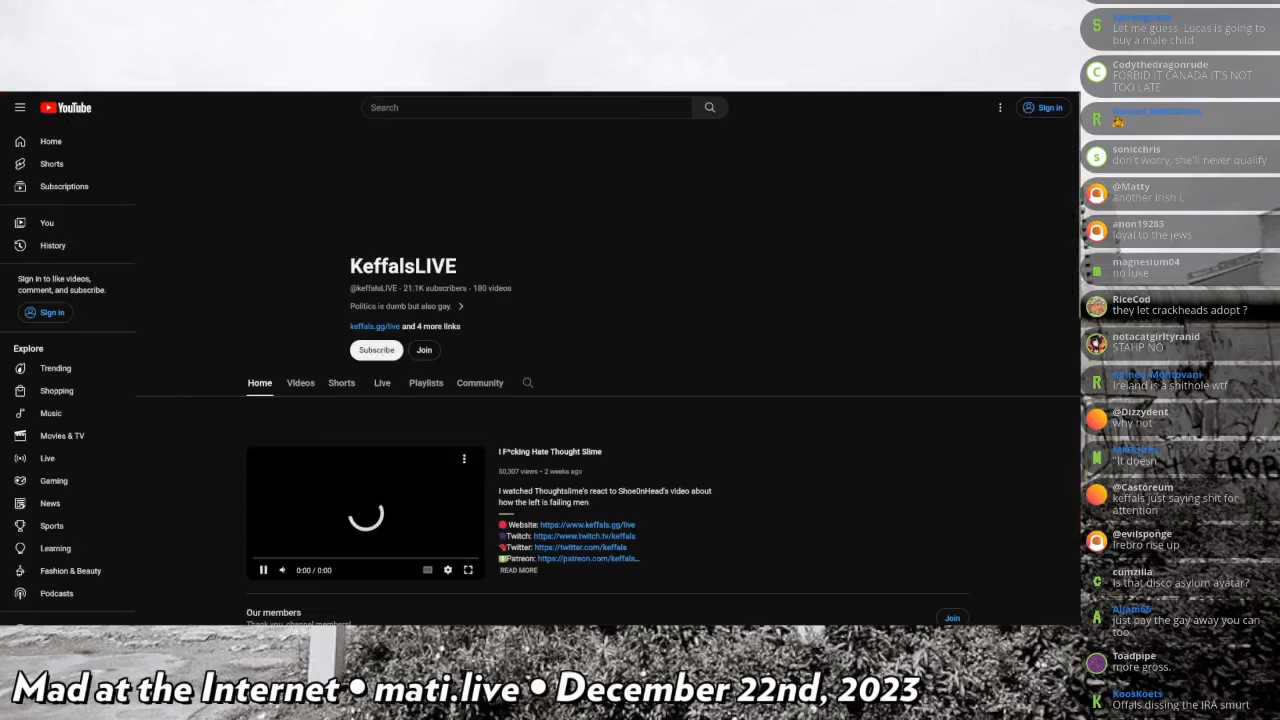 YouTube
Search
Sign in
Home
Shorts
Subscriptions
You
History
Sign in to like videos,
comment, and subscribe.
Sign in
Explore
Trending
Shopping
Music
Movies & TV
Live
Gaming
News
Sports
Learning
Fashion & Beauty
Podcasts
KeffalsLIVE
@keffalsLIVE · 21.1K subscribers · 180 videos
Politics is dumb but also gay.
keffals.gg/live and 4 more links
Subscribe
Join
Home Videos Shorts Live Playlists Community
0:00 / 0:00
I F*cking Hate Thought Slime
50,307 views • 2 weeks ago
I watched Thoughtslime's react to Shoe0nHead's video about
how the left is failing men
------
Website: https://www.keffals.gg/live
Twitch: https://www.twitch.tv/keffals
Twitter: https://twitter.com/keffals
Patreon: https://patreon.com/keffals...
READ MORE
Our members
Thank you, channel members!
Join
S
Let me guess, Lucas is going to
buy a male child
C
Codythedragonrude
FORBID IT CANADA IT'S NOT
TOO LATE
R
s
sonicchris
don't worry, she'll never qualify
@Matty
another irish L
anon19283
loyal to the jews
m
magnesium04
no luke
RiceCod
they let crackheads adopt ?
notacatgirltyranid
STAHP NO
R
Romeo_Montovani
Ireland is a shithole wtf
@Dizzydent
why not
"It doesn
@Castoreum
keffals just saying shit for
attention
@evilsponge
Irebro rise up
c
cumzilla
Is that disco asylum avatar?
A
just pay the gay away you can
too
Toadpipe
more gross.
K
KoosKoets
Offals dissing the IRA smurt
Mad at the Internet • mati.live • December 22nd, 2023